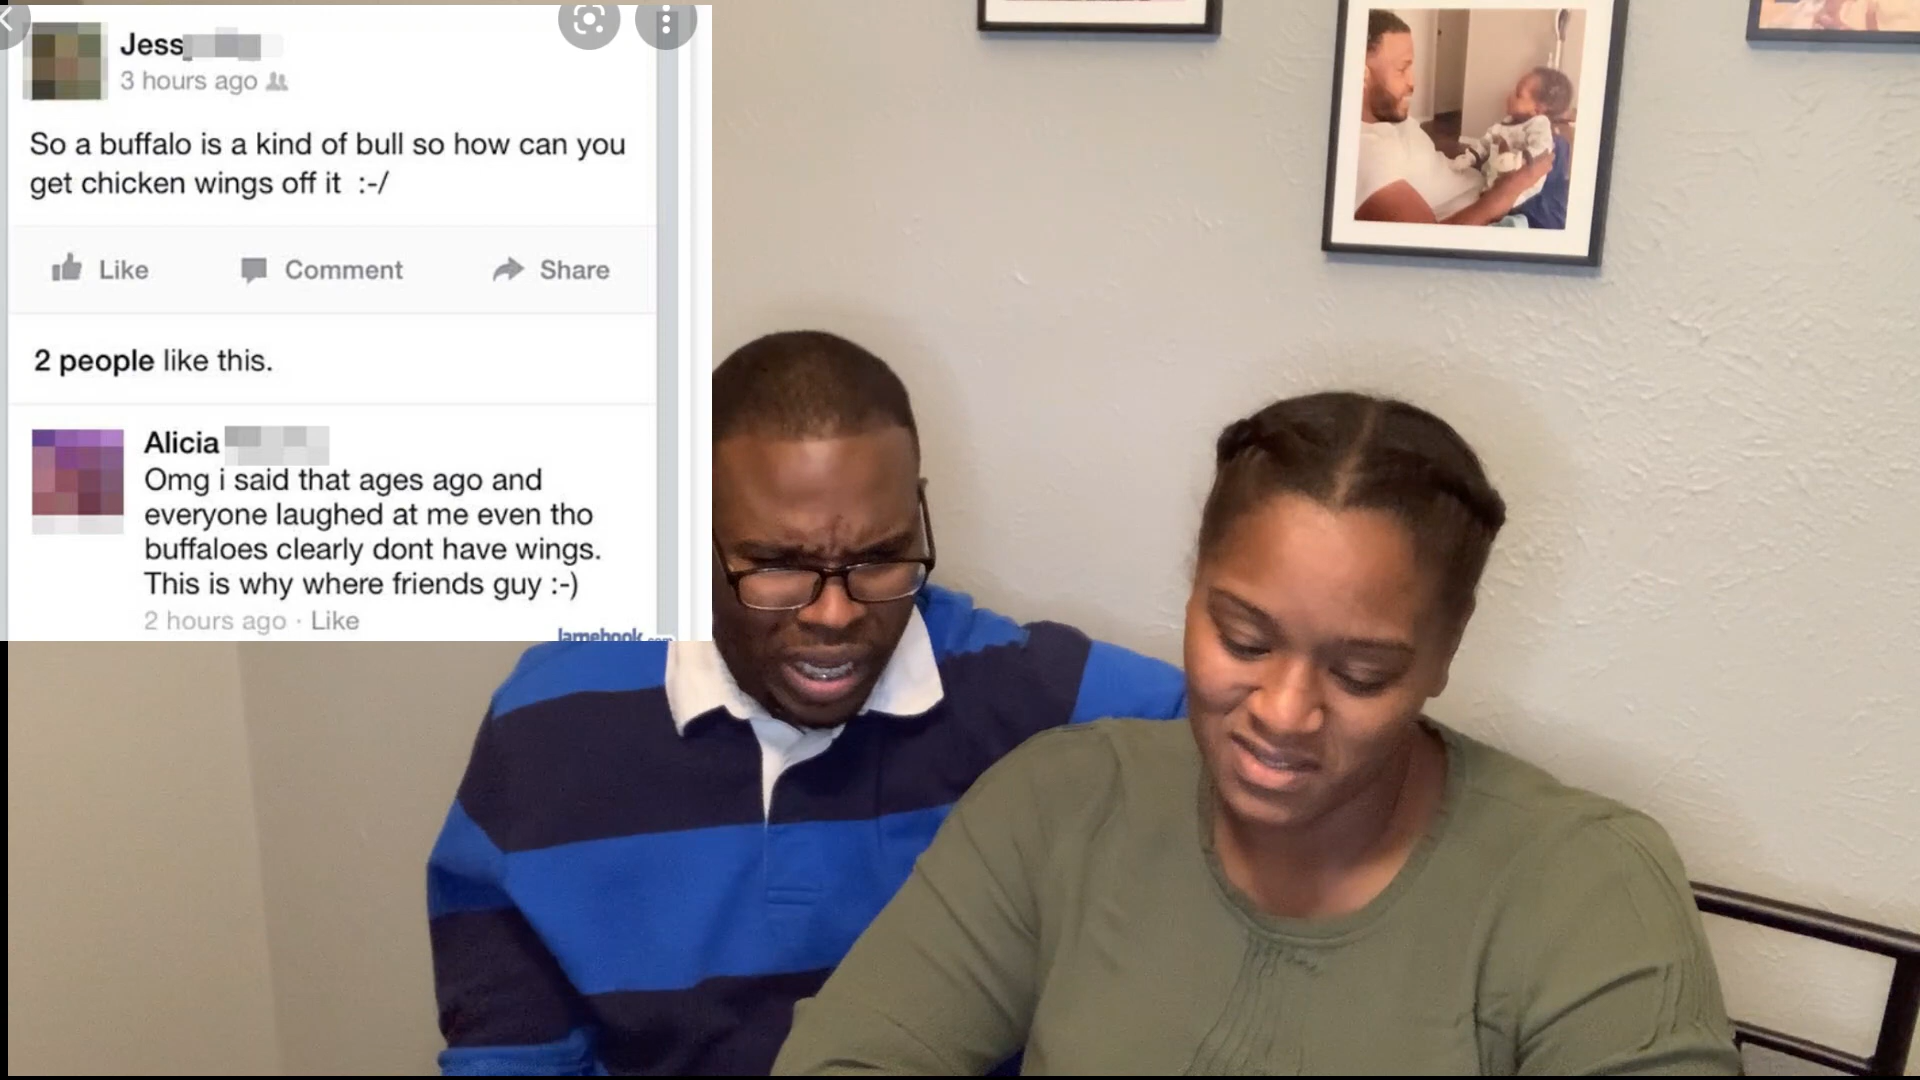 Jess
3 hours ago
So a buffalo is a kind of bull so how can you
get chicken wings off it :-/
Like Comment Share
2 people like this.
Alicia
Omg i said that ages ago and
everyone laughed at me even tho
buffaloes clearly dont have wings.
This is why where friends guy :-)
2 hours ago · Like
lamebook.com